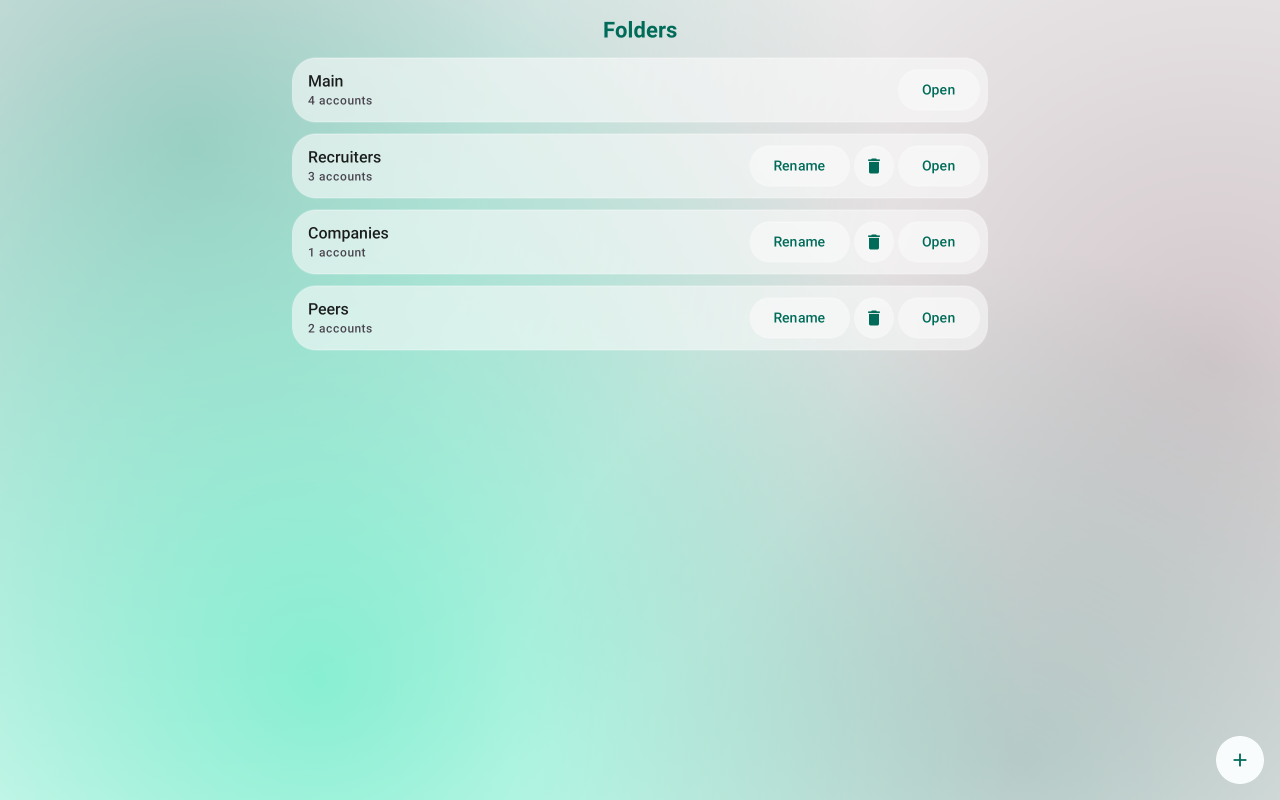 Folders
Main
4 accounts
Open
Recruiters
3 accounts
Rename
Open
Companies
1 account
Rename
Open
Peers
2 accounts
Rename
Open